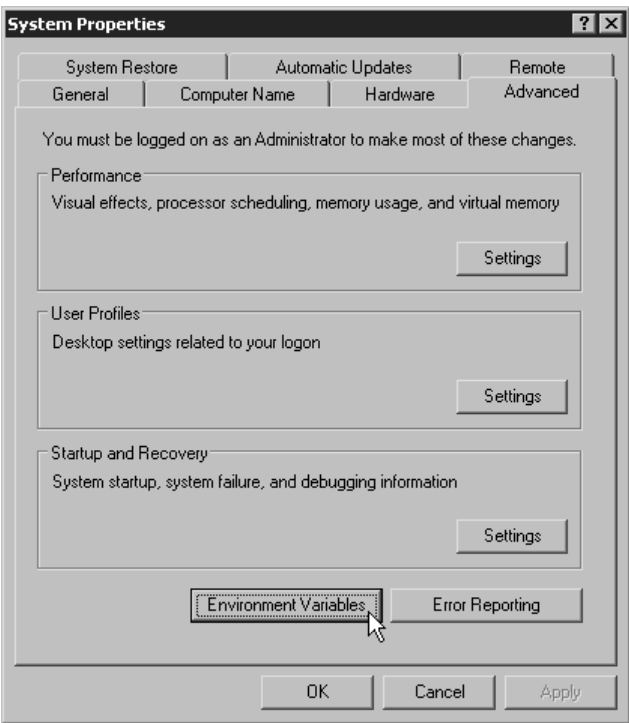 System Properties
System Restore Automatic Updates Remote
General Computer Name Hardware Advanced
You must be logged on as an Administrator to make most of these changes.
Performance
Visual effects, processor scheduling, memory usage, and virtual memory
Settings
User Profiles
Desktop settings related to your logon
Settings
Startup and Recovery
System startup, system failure, and debugging information
Settings
Environment Variables Error Reporting
OK Cancel Apply